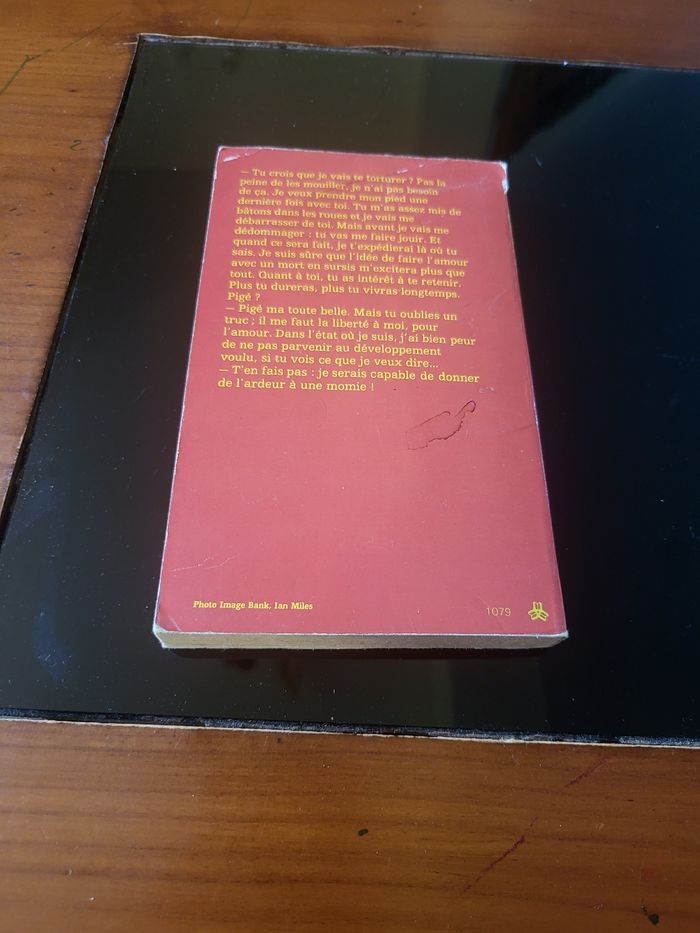 — Tu crois que je vais te torturer ? Pas la
peine de les mouiller, je n'ai pas besoin
de ça. Je veux prendre mon pied une
dernière fois avec toi. Tu m'as assez mis de
bâtons dans les roues et je vais me
débarrasser de toi. Mais avant je vais me
dédommager : tu vas me faire jouir. Et
quand ce sera fait, je t'expédierai là où tu
sais. Je suis sûre que l'idée de faire l'amour
avec un mort en sursis m'excitera plus que
tout. Quant à toi, tu as intérêt à te retenir.
Plus tu dureras, plus tu vivras longtemps.
Pigé ?
— Pigé ma toute belle. Mais tu oublies un
truc ; il me faut la liberté à moi, pour
l'amour. Dans l'état où je suis, j'ai bien peur
de ne pas parvenir au développement
voulu, si tu vois ce que je veux dire...
— T'en fais pas : je serais capable de donner
de l'ardeur à une momie !
Photo Image Bank, Ian Miles
1079